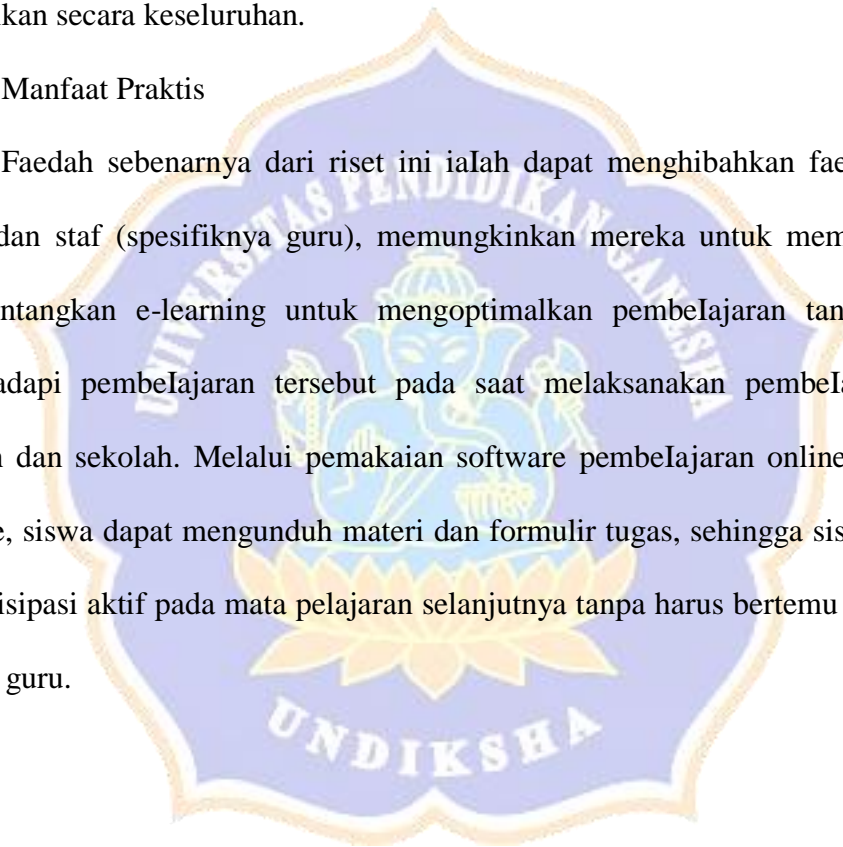 kan secara keseluruhan.
Manfaat Praktis
Faedah sebenarnya dari riset ini iaIah dapat menghibahkan fae
dan staf (spesifiknya guru), memungkinkan mereka untuk mem
ntangkan e-learning untuk mengoptimalkan pembeIajaran tan
adapi pembeIajaran tersebut pada saat melaksanakan pembeIa
dan sekolah. Melalui pemakaian software pembeIajaran online
e, siswa dapat mengunduh materi dan formulir tugas, sehingga sis
isipasi aktif pada mata pelajaran selanjutnya tanpa harus bertemu
guru.
UNIVERSITAS PENDIDIKAN GANESHA
UNDIKSHA